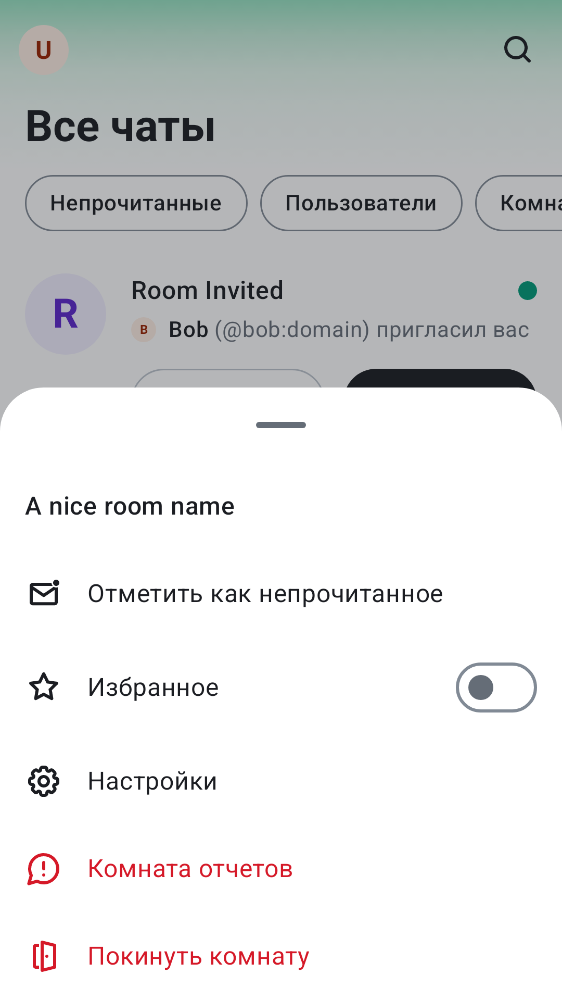 U
Все чаты
Непрочитанные Пользователи Комна
R
Room Invited
B Bob (@bob:domain) пригласил вас
A nice room name
Отметить как непрочитанное
Избранное
Настройки
Комната отчетов
Покинуть комнату